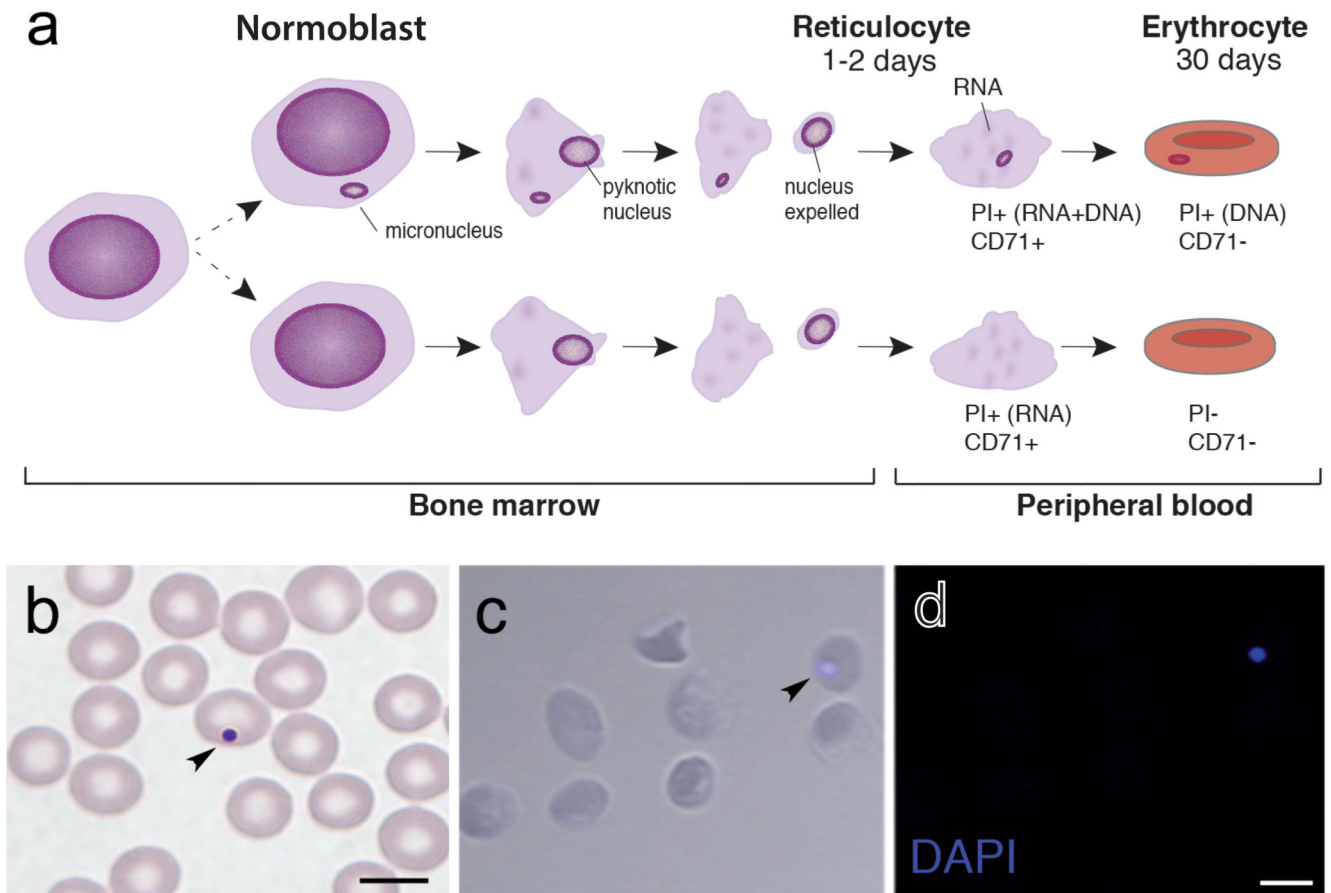 a
Normoblast
Reticulocyte
1-2 days
Erythrocyte
30 days
RNA
micronucleus
pyknotic
nucleus
nucleus
expelled
PI+ (RNA+DNA)
CD71+
PI+ (DNA)
CD71-
PI+ (RNA)
CD71+
PI-
CD71-
Bone marrow
Peripheral blood
b
c
d
DAPI